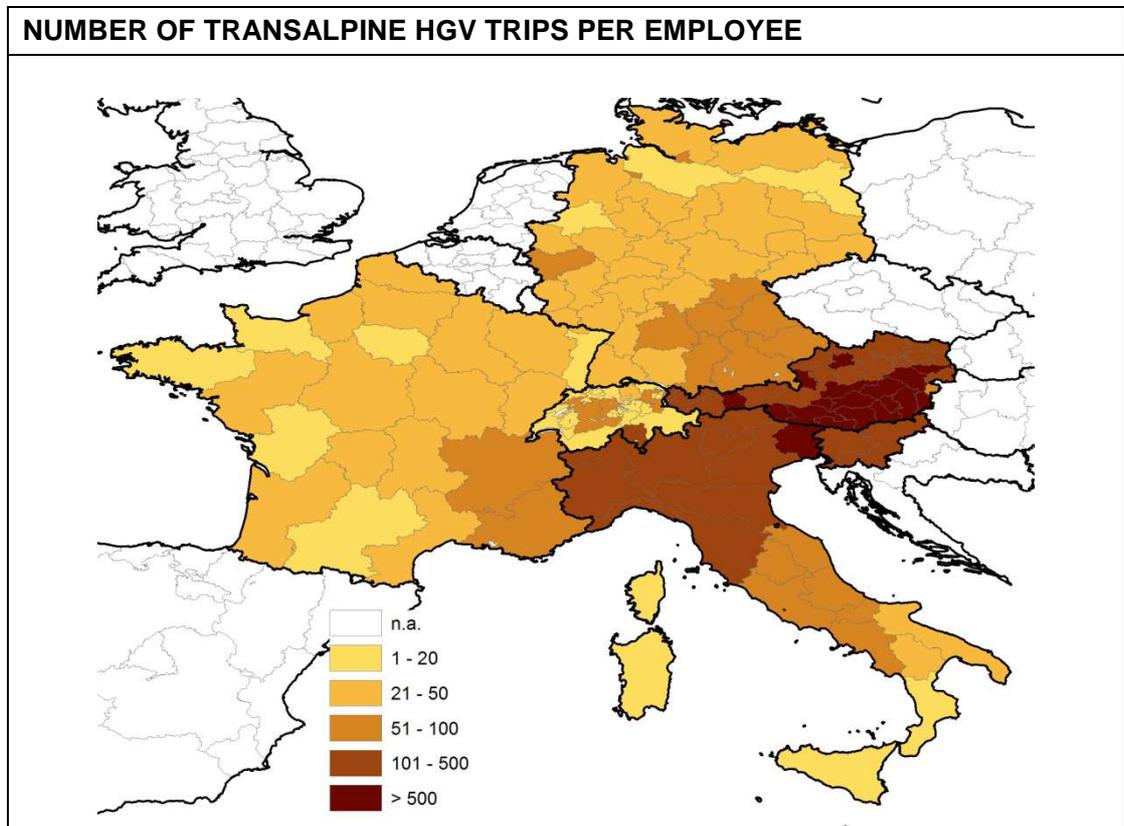 NUMBER OF TRANSALPINE HGV TRIPS PER EMPLOYEE
n.a.
1 - 20
21 - 50
51 - 100
101 - 500
> 500